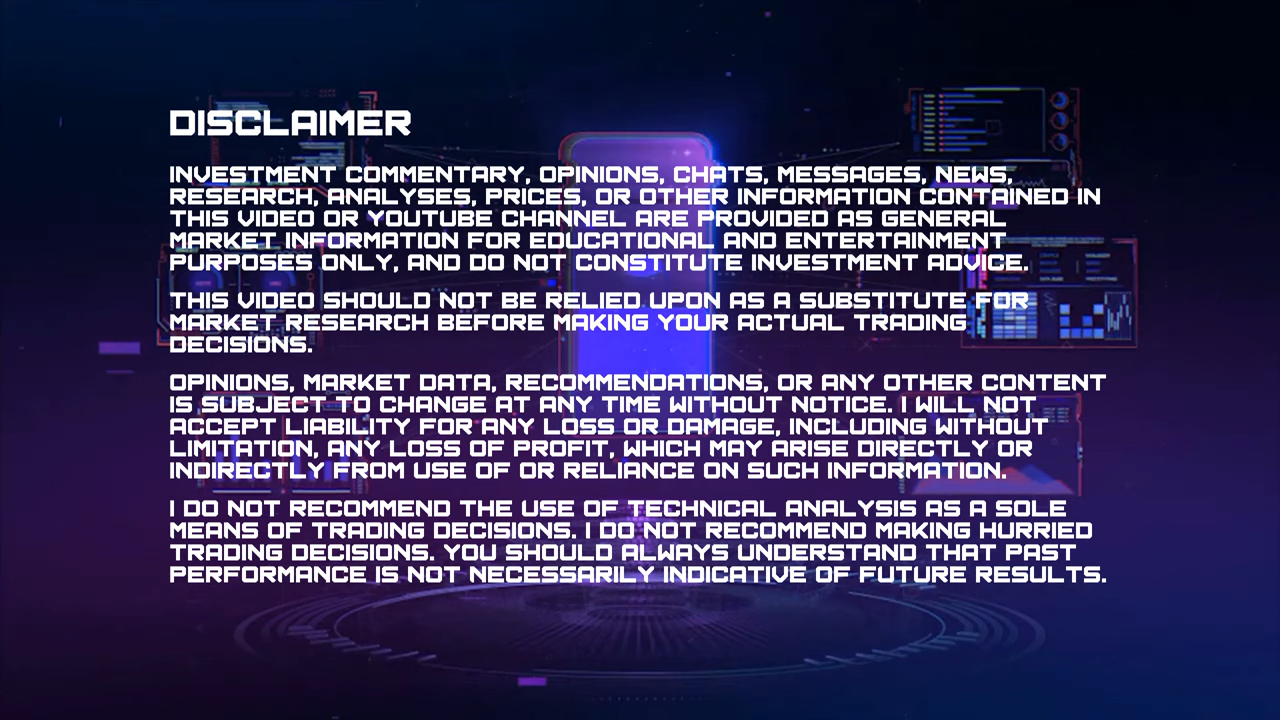 DISCLAIMER
INVESTMENT COMMENTARY, OPINIONS, CHATS, MESSAGES, NEWS,
RESEARCH, ANALYSES, PRICES, OR OTHER INFORMATION CONTAINED IN
THIS VIDEO OR YOUTUBE CHANNEL ARE PROVIDED AS GENERAL
MARKET INFORMATION FOR EDUCATIONAL AND ENTERTAINMENT
PURPOSES ONLY, AND DO NOT CONSTITUTE INVESTMENT ADVICE.
THIS VIDEO SHOULD NOT BE RELIED UPON AS A SUBSTITUTE FOR
MARKET RESEARCH BEFORE MAKING YOUR ACTUAL TRADING
DECISIONS.
OPINIONS, MARKET DATA, RECOMMENDATIONS, OR ANY OTHER CONTENT
IS SUBJECT TO CHANGE AT ANY TIME WITHOUT NOTICE. I WILL NOT
ACCEPT LIABILITY FOR ANY LOSS OR DAMAGE, INCLUDING WITHOUT
LIMITATION, ANY LOSS OF PROFIT, WHICH MAY ARISE DIRECTLY OR
INDIRECTLY FROM USE OF OR RELIANCE ON SUCH INFORMATION.
I DO NOT RECOMMEND THE USE OF TECHNICAL ANALYSIS AS A SOLE
MEANS OF TRADING DECISIONS. I DO NOT RECOMMEND MAKING HURRIED
TRADING DECISIONS. YOU SHOULD ALWAYS UNDERSTAND THAT PAST
PERFORMANCE IS NOT NECESSARILY INDICATIVE OF FUTURE RESULTS.